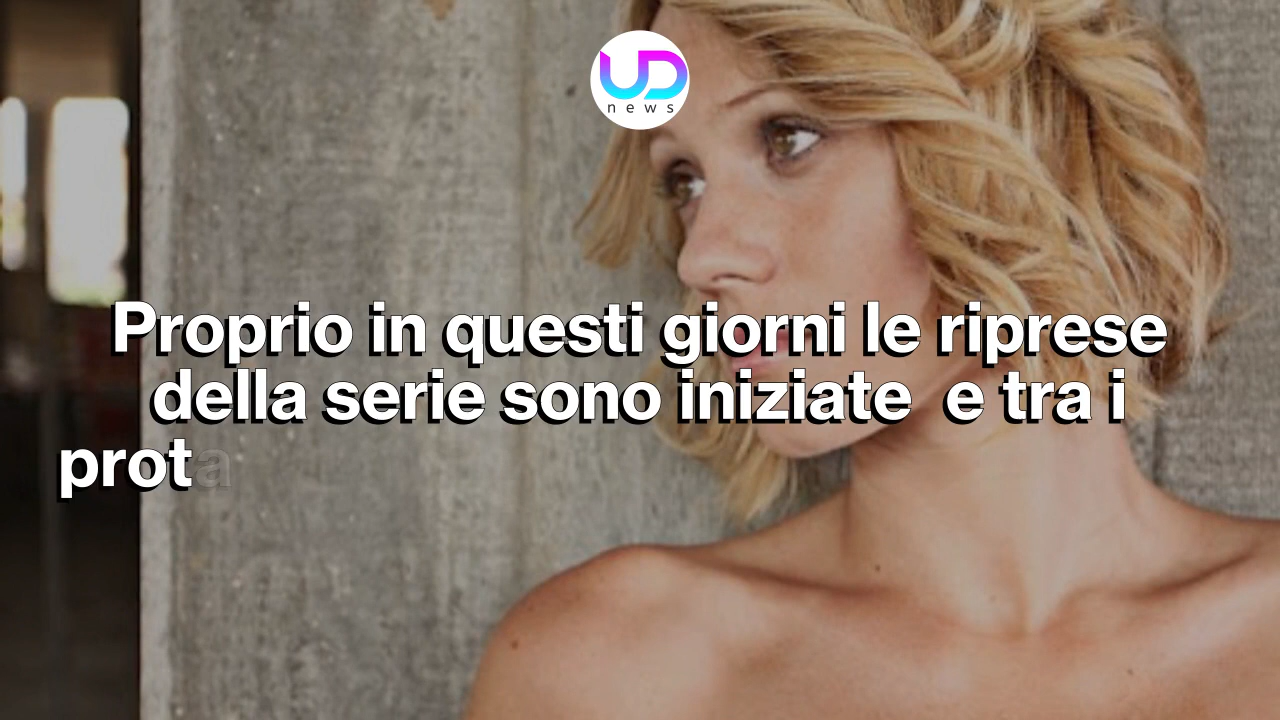 UD
news
Proprio in questi giorni le riprese
della serie sono iniziate  e tra i
prota